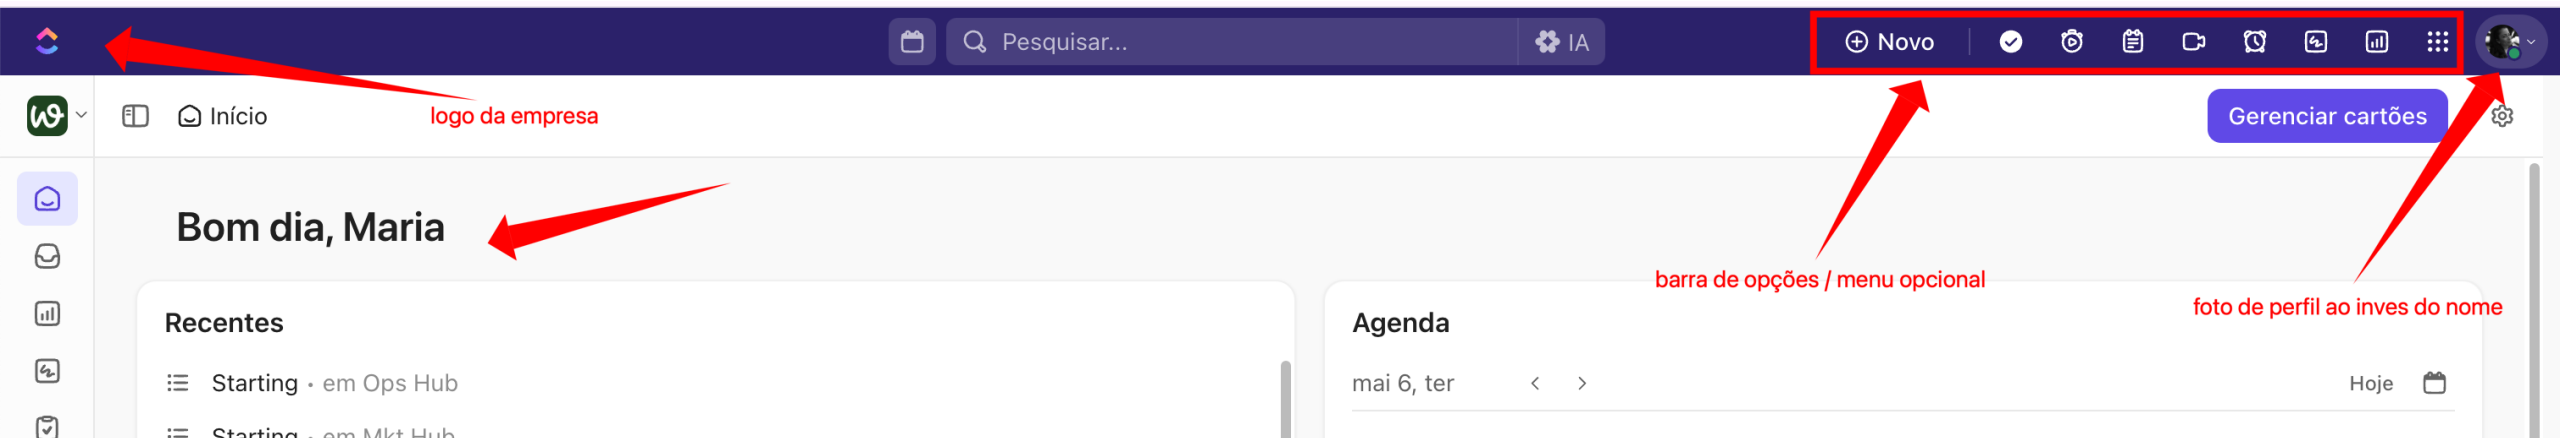 Pesquisar...
IA
Novo
Início
logo da empresa
Gerenciar cartões
Bom dia, Maria
barra de opções / menu opcional
foto de perfil ao inves do nome
Recentes
Agenda
Starting • em Ops Hub
mai 6, ter
Hoje
Starting • em Mkt Hub